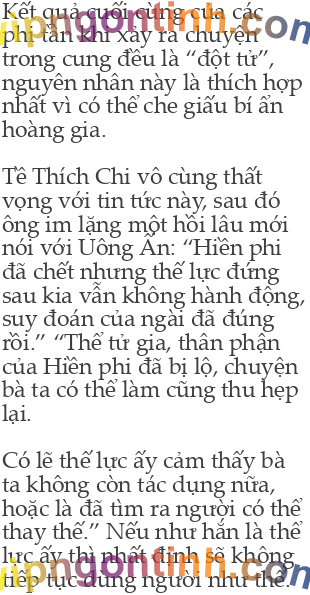 Kết quả cuối cùng của các
phi tần khi xảy ra chuyện
trong cung đều là “đột tử”,
nguyên nhân này là thích hợp
nhất vì có thể che giấu bí ẩn
hoàng gia.
Tề Thích Chi vô cùng thất
vọng với tin tức này, sau đó
ông im lặng một hồi lâu mới
nói với Uông Ấn: “Hiền phi
đã chết nhưng thế lực đứng
sau kia vẫn không hành động,
suy đoán của ngài đã đúng
rồi.” “Thế tử gia, thân phận
của Hiền phi đã bị lộ, chuyện
bà ta có thể làm cũng thu hẹp
lại.
Có lẽ thế lực ấy cảm thấy bà
ta không còn tác dụng nữa,
hoặc là đã tìm ra người có thể
thay thế.” Nếu như hắn là thế
lực ấy thì nhất định sẽ không
tiếp tục dùng người như thế.
vipngontinh.com
vipngontinh.com